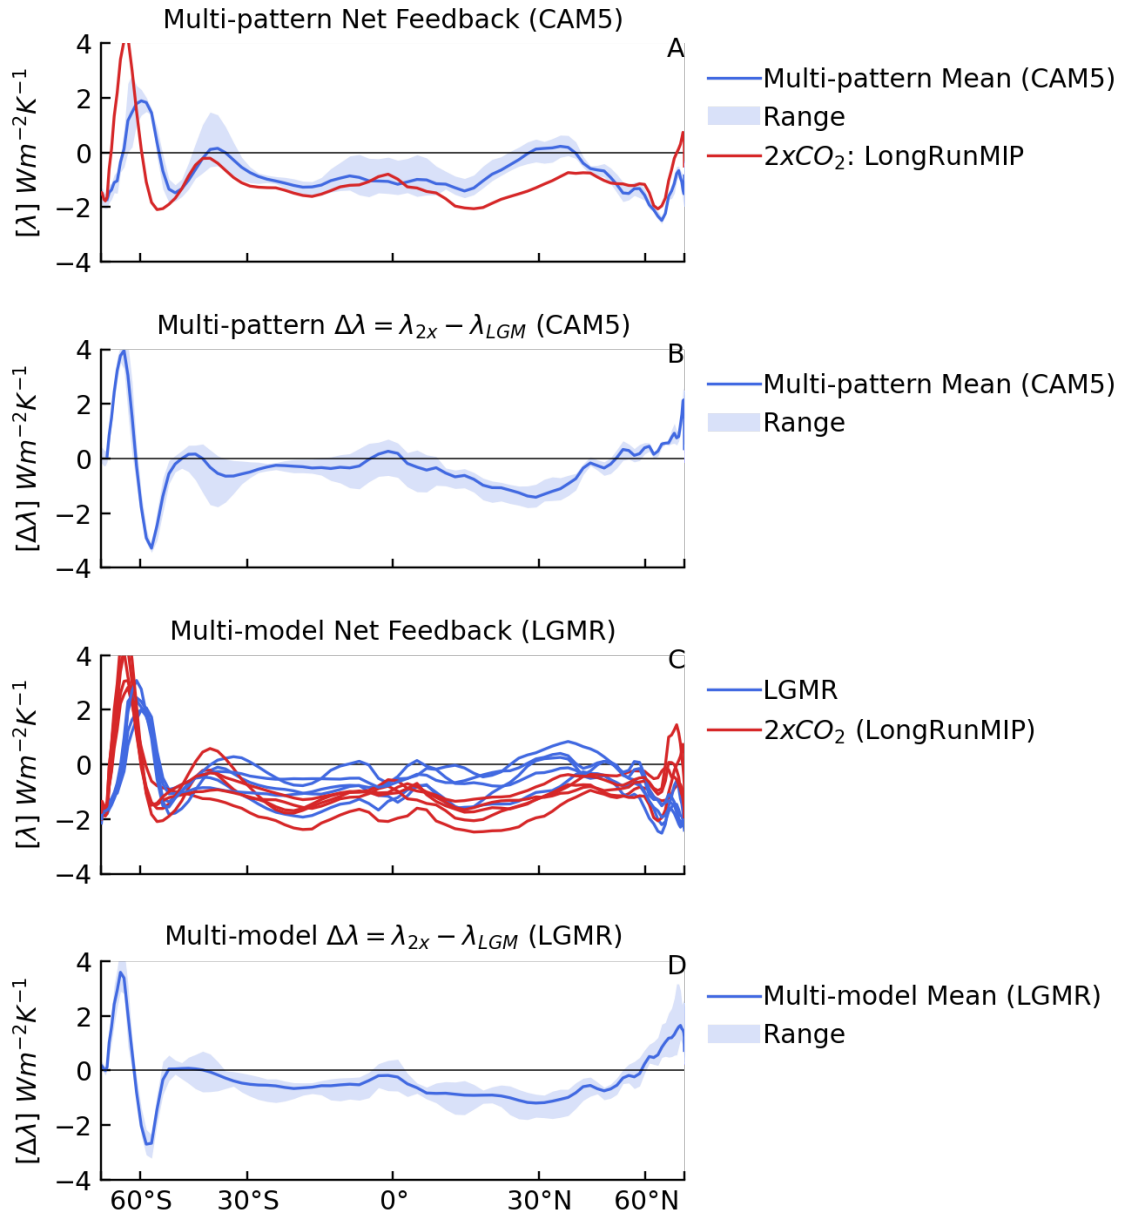 Multi-pattern Net Feedback (CAM5)
A
[λ] Wm⁻²K⁻¹
4
2
0
−2
−4
Multi-pattern Mean (CAM5)
Range
2xCO₂: LongRunMIP
Multi-pattern Δλ = λ₂ₓ − λ_LGM (CAM5)
B
[Δλ] Wm⁻²K⁻¹
4
2
0
−2
−4
Multi-pattern Mean (CAM5)
Range
Multi-model Net Feedback (LGMR)
C
[λ] Wm⁻²K⁻¹
4
2
0
−2
−4
LGMR
2xCO₂ (LongRunMIP)
Multi-model Δλ = λ₂ₓ − λ_LGM (LGMR)
D
[Δλ] Wm⁻²K⁻¹
4
2
0
−2
−4
Multi-model Mean (LGMR)
Range
60°S 30°S 0° 30°N 60°N